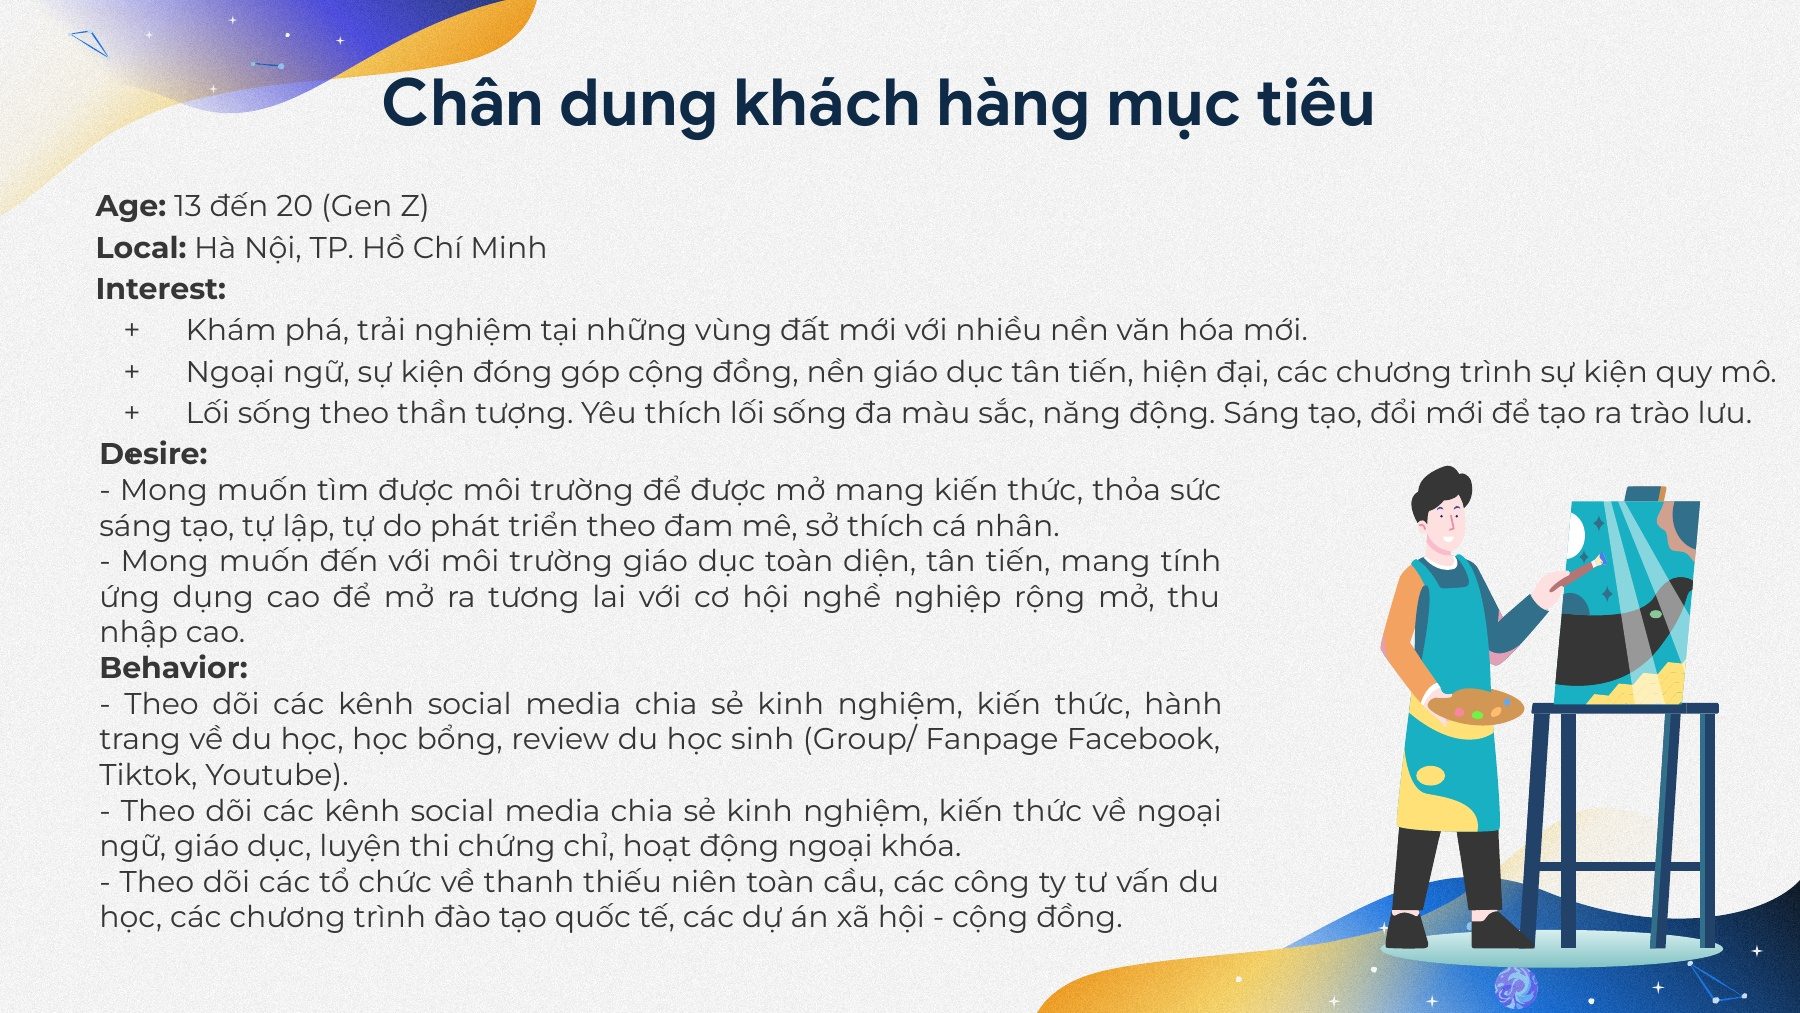 Chân dung khách hàng mục tiêu
Age: 13 đến 20 (Gen Z)
Local: Hà Nội, TP. Hồ Chí Minh
Interest:
+ Khám phá, trải nghiệm tại những vùng đất mới với nhiều nền văn hóa mới.
+ Ngoại ngữ, sự kiện đóng góp cộng đồng, nền giáo dục tân tiến, hiện đại, các chương trình sự kiện quy mô.
+ Lối sống theo thần tượng. Yêu thích lối sống đa màu sắc, năng động. Sáng tạo, đổi mới để tạo ra trào lưu.
Desire:
- Mong muốn tìm được môi trường để được mở mang kiến thức, thỏa sức
sáng tạo, tự lập, tự do phát triển theo đam mê, sở thích cá nhân.
- Mong muốn đến với môi trường giáo dục toàn diện, tân tiến, mang tính
ứng dụng cao để mở ra tương lai với cơ hội nghề nghiệp rộng mở, thu
nhập cao.
Behavior:
- Theo dõi các kênh social media chia sẻ kinh nghiệm, kiến thức, hành
trang về du học, học bổng, review du học sinh (Group/ Fanpage Facebook,
Tiktok, Youtube).
- Theo dõi các kênh social media chia sẻ kinh nghiệm, kiến thức về ngoại
ngữ, giáo dục, luyện thi chứng chỉ, hoạt động ngoại khóa.
- Theo dõi các tổ chức về thanh thiếu niên toàn cầu, các công ty tư vấn du
học, các chương trình đào tạo quốc tế, các dự án xã hội - cộng đồng.